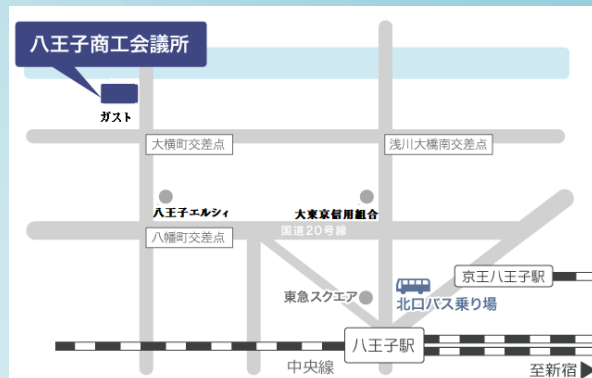 八王子商工会議所
ガスト
大横町交差点
浅川大橋南交差点
八王子エルシィ
大東京信用組合
八幡町交差点
国道20号線
京王八王子駅
東急スクエア
北口バス乗り場
八王子駅
中央線
至新宿